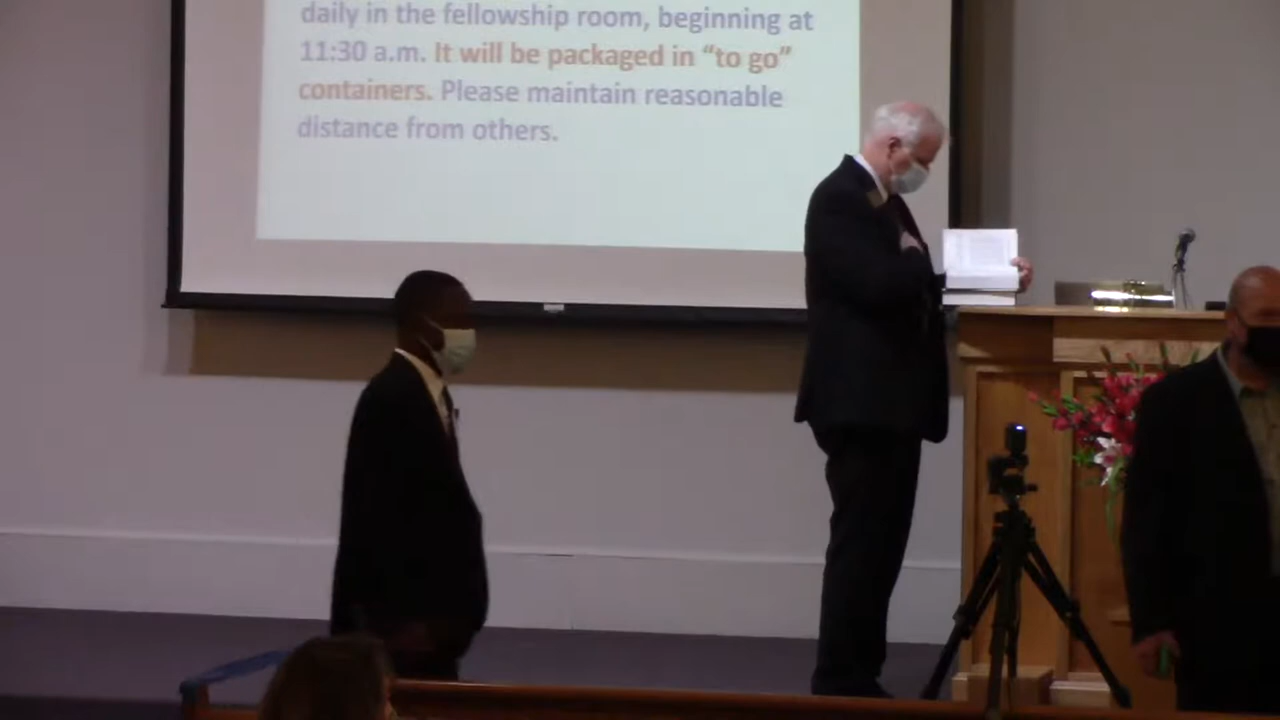 daily in the fellowship room, beginning at
11:30 a.m. It will be packaged in “to go”
containers. Please maintain reasonable
distance from others.